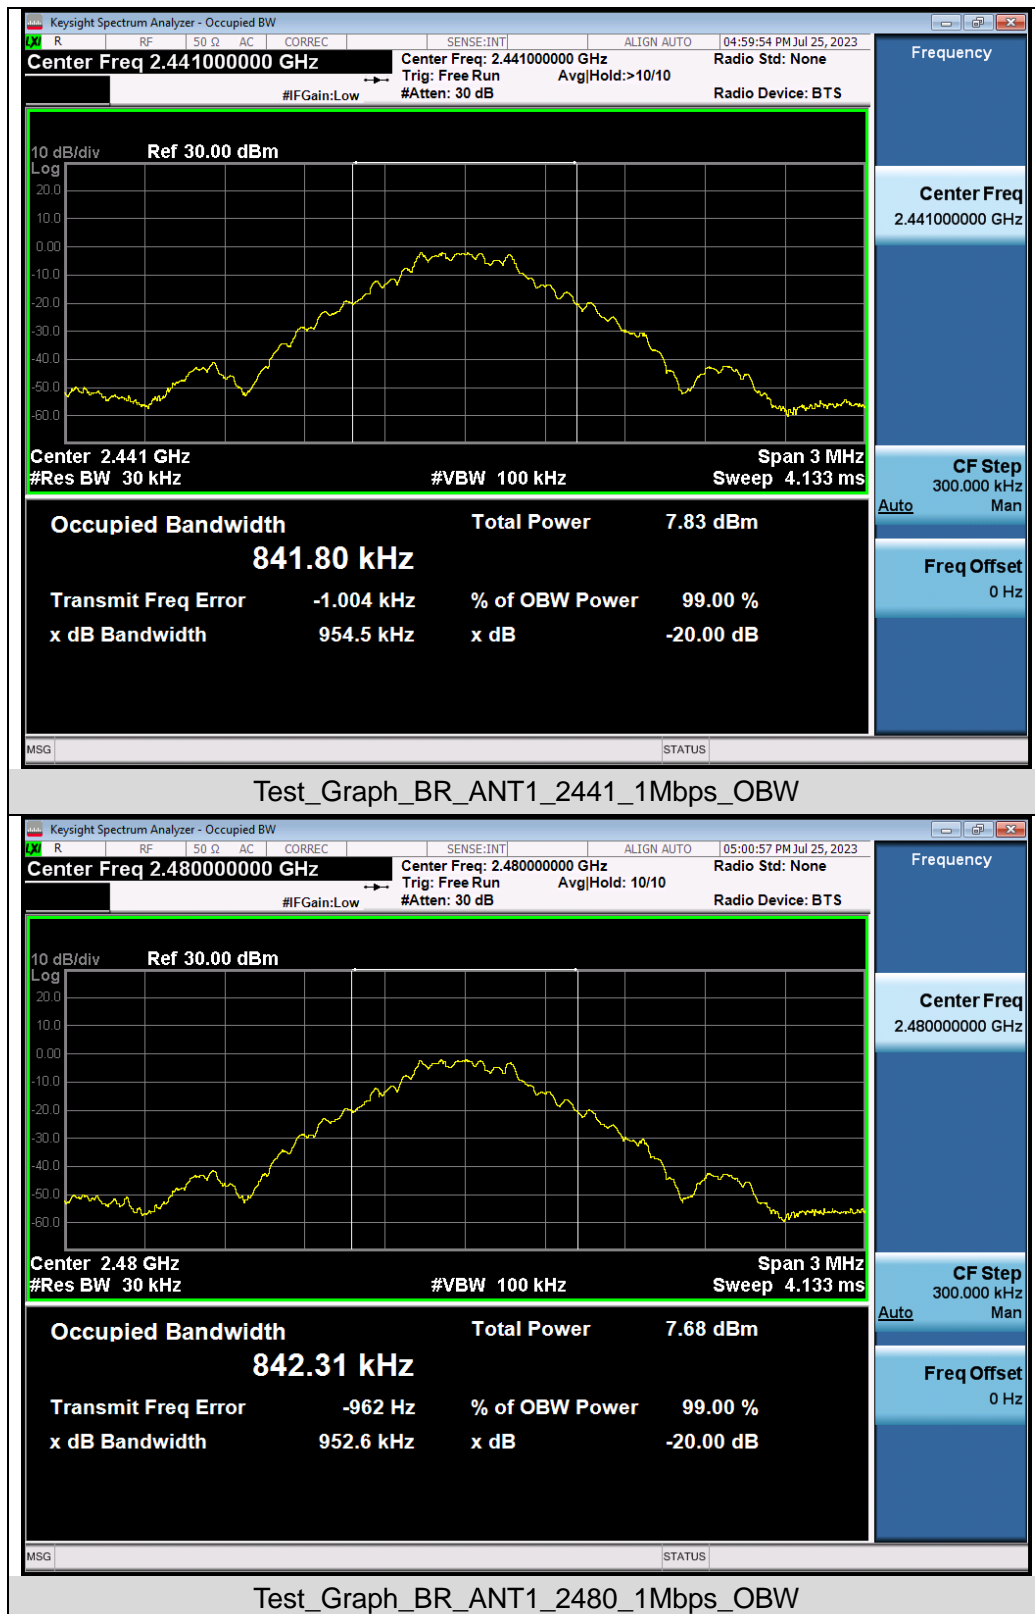 Keysight Spectrum Analyzer - Occupied BW
LXI R RF 50 Ω AC CORREC SENSE:INT ALIGN AUTO 04:59:54 PM Jul 25, 2023
Center Freq 2.441000000 GHz
Center Freq: 2.441000000 GHz Radio Std: None
Trig: Free Run Avg|Hold:>10/10
#IFGain:Low #Atten: 30 dB Radio Device: BTS
Frequency
10 dB/div Ref 30.00 dBm
Log
20.0
10.0
0.00
-10.0
-20.0
-30.0
-40.0
-50.0
-60.0
Center 2.441 GHz Span 3 MHz
#Res BW 30 kHz #VBW 100 kHz Sweep 4.133 ms
Center Freq
2.441000000 GHz
CF Step
300.000 kHz
Auto Man
Freq Offset
0 Hz
Occupied Bandwidth Total Power 7.83 dBm
841.80 kHz
Transmit Freq Error -1.004 kHz % of OBW Power 99.00 %
x dB Bandwidth 954.5 kHz x dB -20.00 dB
MSG STATUS
Test_Graph_BR_ANT1_2441_1Mbps_OBW
Keysight Spectrum Analyzer - Occupied BW
LXI R RF 50 Ω AC CORREC SENSE:INT ALIGN AUTO 05:00:57 PM Jul 25, 2023
Center Freq 2.480000000 GHz
Center Freq: 2.480000000 GHz Radio Std: None
Trig: Free Run Avg|Hold: 10/10
#IFGain:Low #Atten: 30 dB Radio Device: BTS
Frequency
10 dB/div Ref 30.00 dBm
Log
20.0
10.0
0.00
-10.0
-20.0
-30.0
-40.0
-50.0
-60.0
Center 2.48 GHz Span 3 MHz
#Res BW 30 kHz #VBW 100 kHz Sweep 4.133 ms
Center Freq
2.480000000 GHz
CF Step
300.000 kHz
Auto Man
Freq Offset
0 Hz
Occupied Bandwidth Total Power 7.68 dBm
842.31 kHz
Transmit Freq Error -962 Hz % of OBW Power 99.00 %
x dB Bandwidth 952.6 kHz x dB -20.00 dB
MSG STATUS
Test_Graph_BR_ANT1_2480_1Mbps_OBW